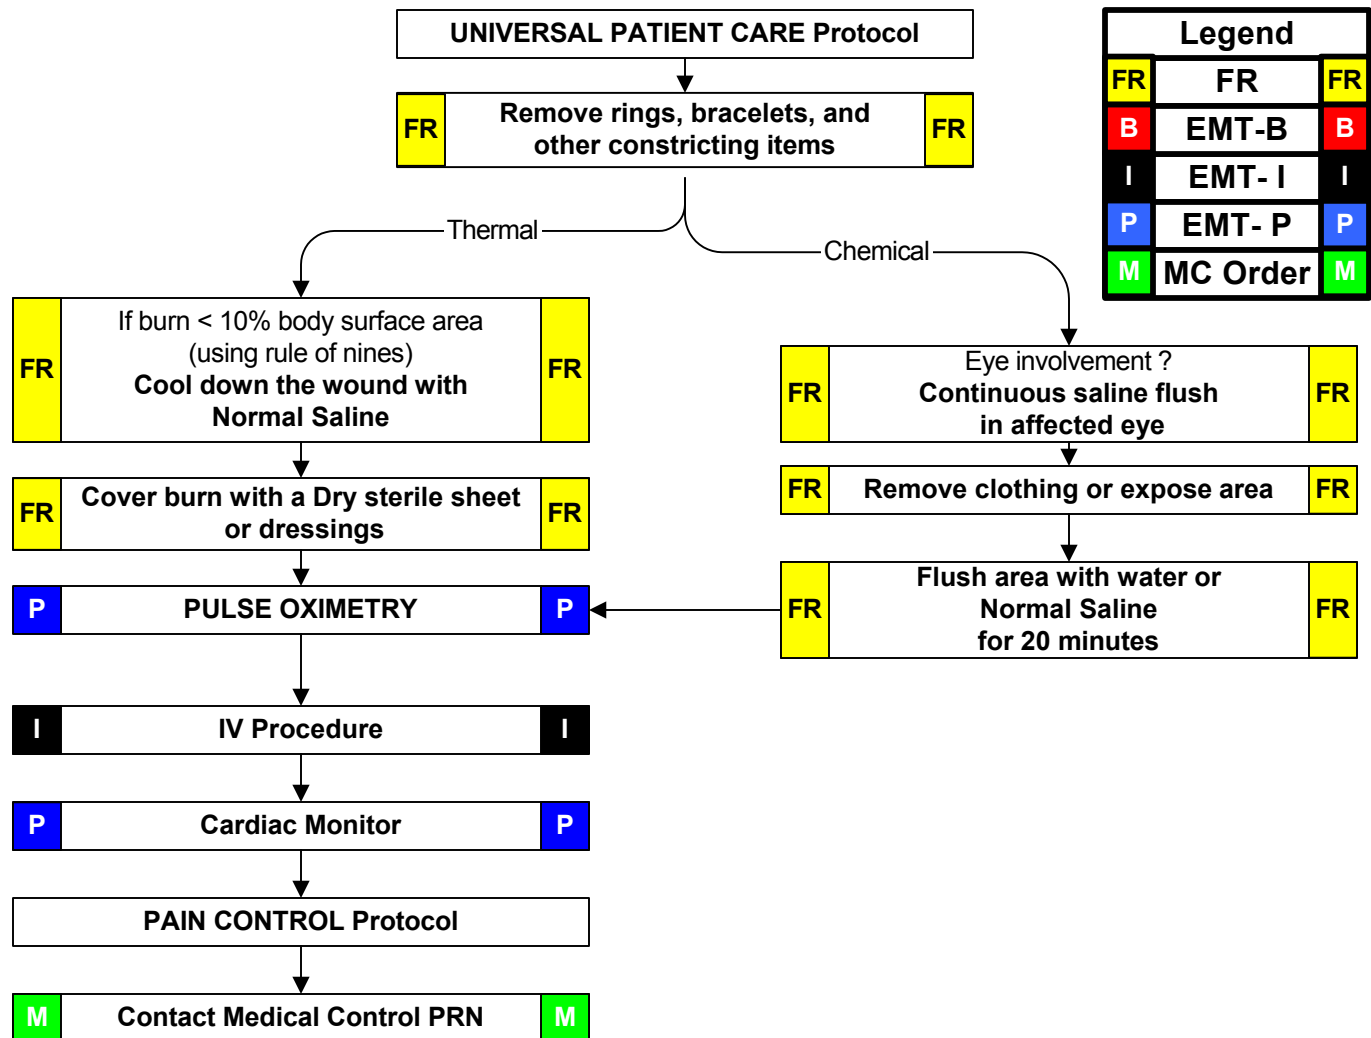 UNIVERSAL PATIENT CARE Protocol
Legend
FR FR FR
B EMT-B B
I EMT- I I
P EMT- P P
M MC Order M
FR Remove rings, bracelets, and FR
other constricting items
Thermal
Chemical
FR If burn < 10% body surface area FR
(using rule of nines)
Cool down the wound with
Normal Saline
FR Cover burn with a Dry sterile sheet FR
or dressings
FR Eye involvement ? FR
Continuous saline flush
in affected eye
FR Remove clothing or expose area FR
FR Flush area with water or FR
Normal Saline
for 20 minutes
P PULSE OXIMETRY P
I IV Procedure I
P Cardiac Monitor P
PAIN CONTROL Protocol
M Contact Medical Control PRN M